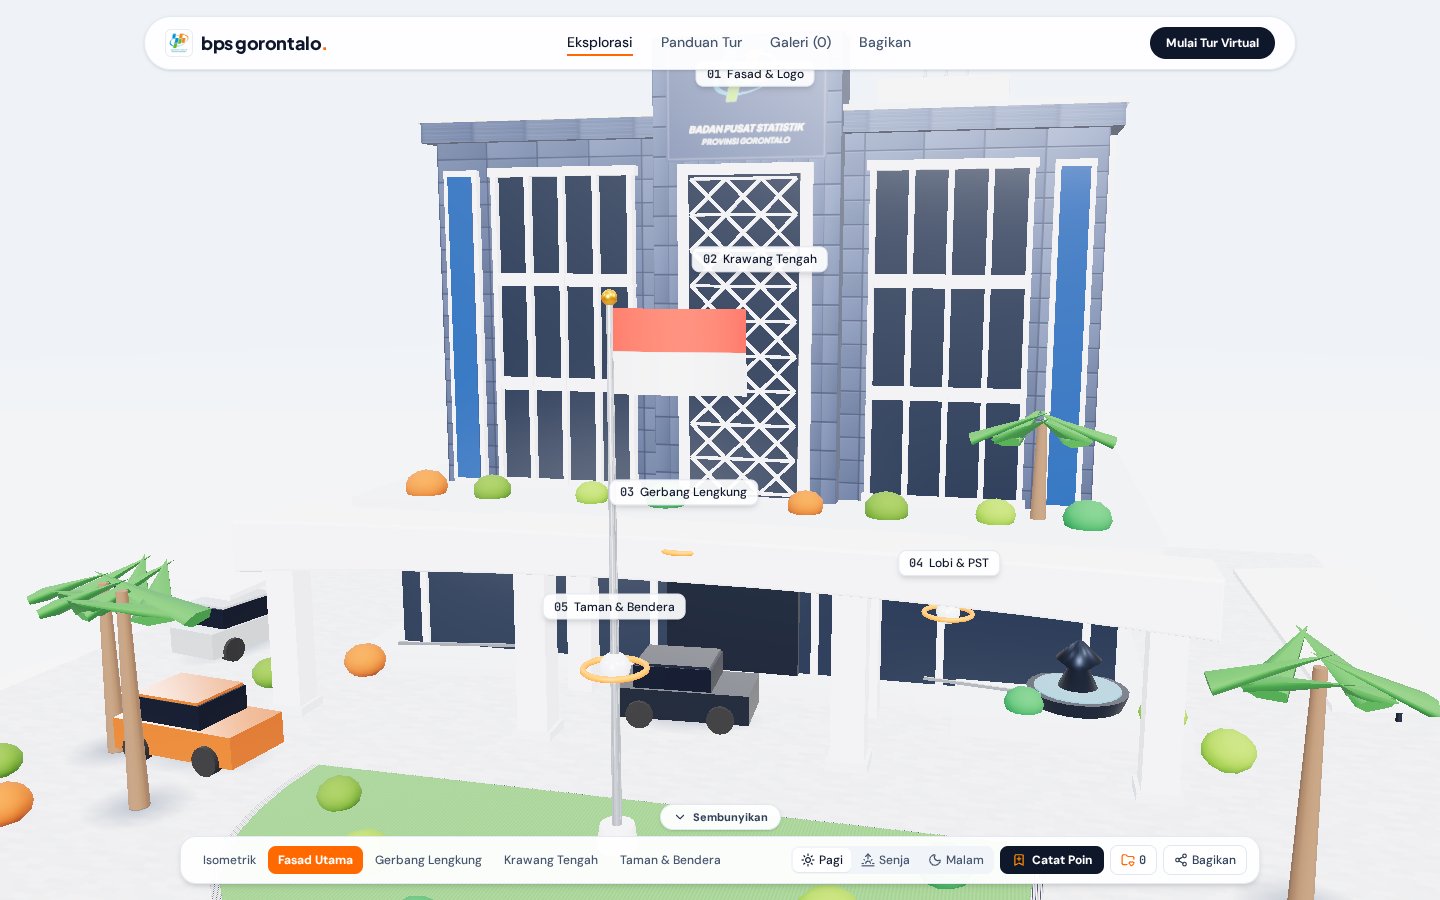 bpsgorontalo.
Eksplorasi
Panduan Tur
Galeri (0)
Bagikan
Mulai Tur Virtual
01 Fasad & Logo
BADAN PUSAT STATISTIK
PROVINSI GORONTALO
02 Krawang Tengah
03 Gerbang Lengkung
04 Lobi & PST
05 Taman & Bendera
Sembunyikan
Isometrik
Fasad Utama
Gerbang Lengkung
Krawang Tengah
Taman & Bendera
Pagi
Senja
Malam
Catat Poin
0
Bagikan